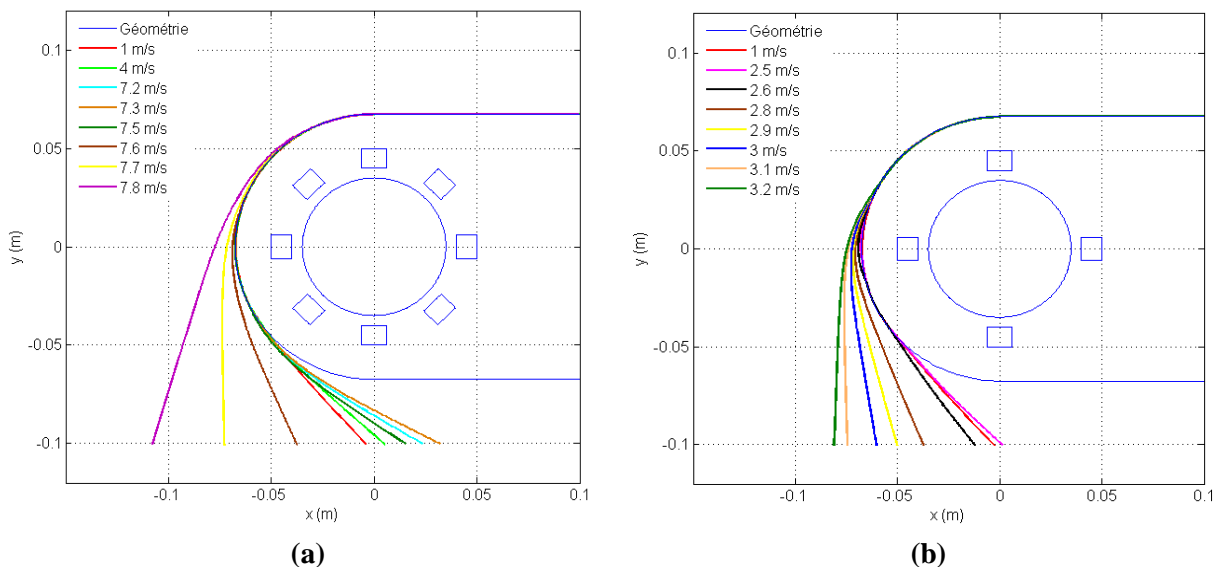 Géométrie
1 m/s
4 m/s
7.2 m/s
7.3 m/s
7.5 m/s
7.6 m/s
7.7 m/s
7.8 m/s
0.1
0.05
0
-0.05
-0.1
y (m)
-0.1
-0.05
0
0.05
0.1
x (m)
(a)
Géométrie
1 m/s
2.5 m/s
2.6 m/s
2.8 m/s
2.9 m/s
3 m/s
3.1 m/s
3.2 m/s
0.1
0.05
0
-0.05
-0.1
y (m)
-0.1
-0.05
0
0.05
0.1
x (m)
(b)